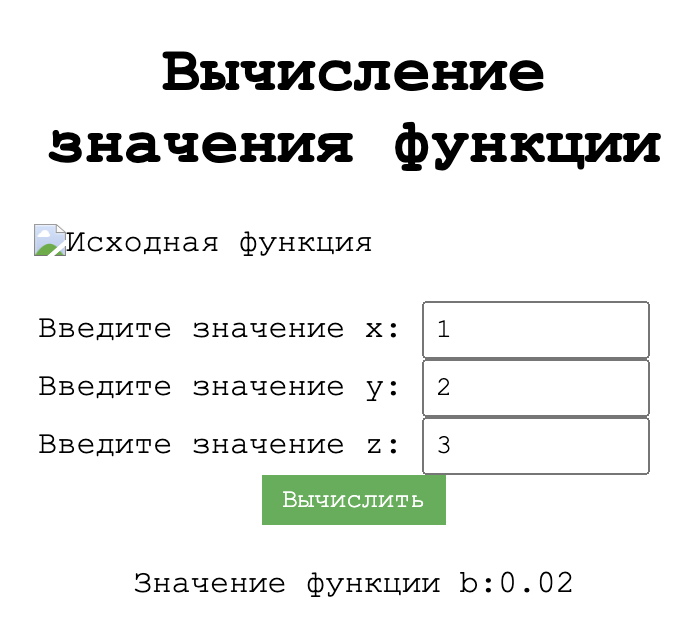 Вычисление
значения функции
Исходная функция
Введите значение x: 1
Введите значение y: 2
Введите значение z: 3
Вычислить
Значение функции b:0.02